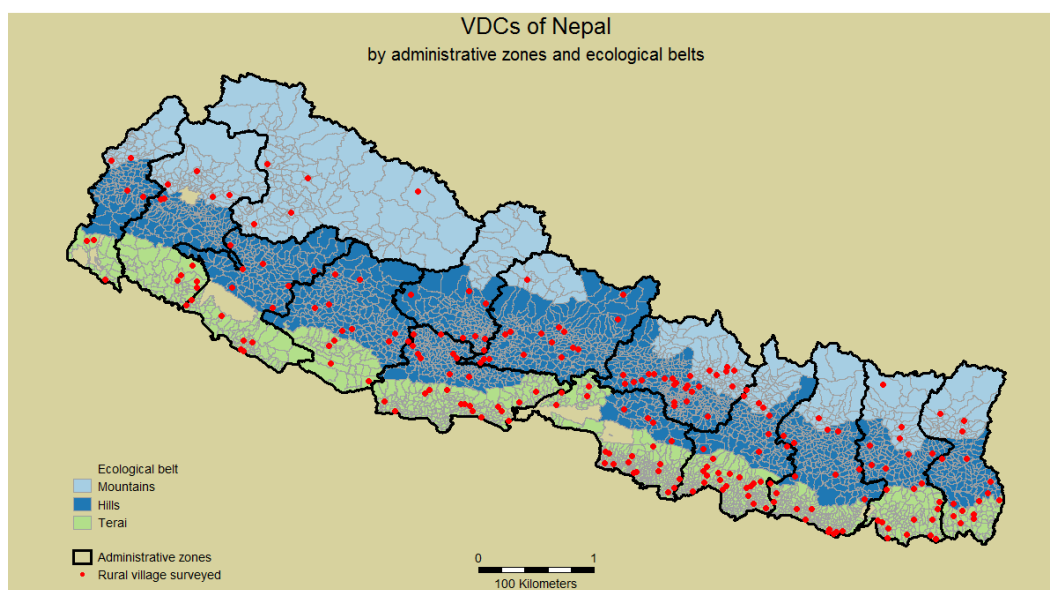 VDCs of Nepal
by administrative zones and ecological belts
Ecological belt
Mountains
Hills
Terai
Administrative zones
Rural village surveyed
0 1
100 Kilometers